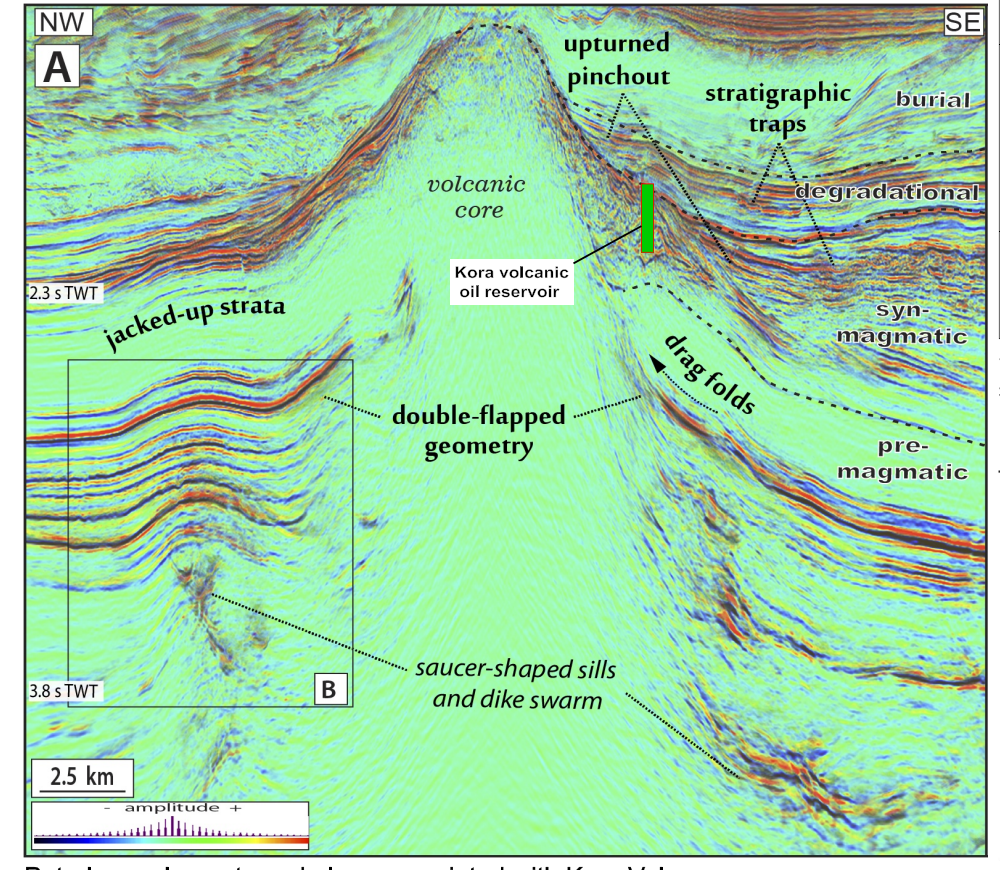 NW
SE
A
upturned
pinchout
stratigraphic
traps
burial
degradational
volcanic
core
Kora volcanic
oil reservoir
2.3 s TWT
jacked-up strata
syn-
magmatic
drag folds
double-flapped
geometry
pre-
magmatic
saucer-shaped sills
and dike swarm
3.8 s TWT
B
2.5 km
- amplitude +